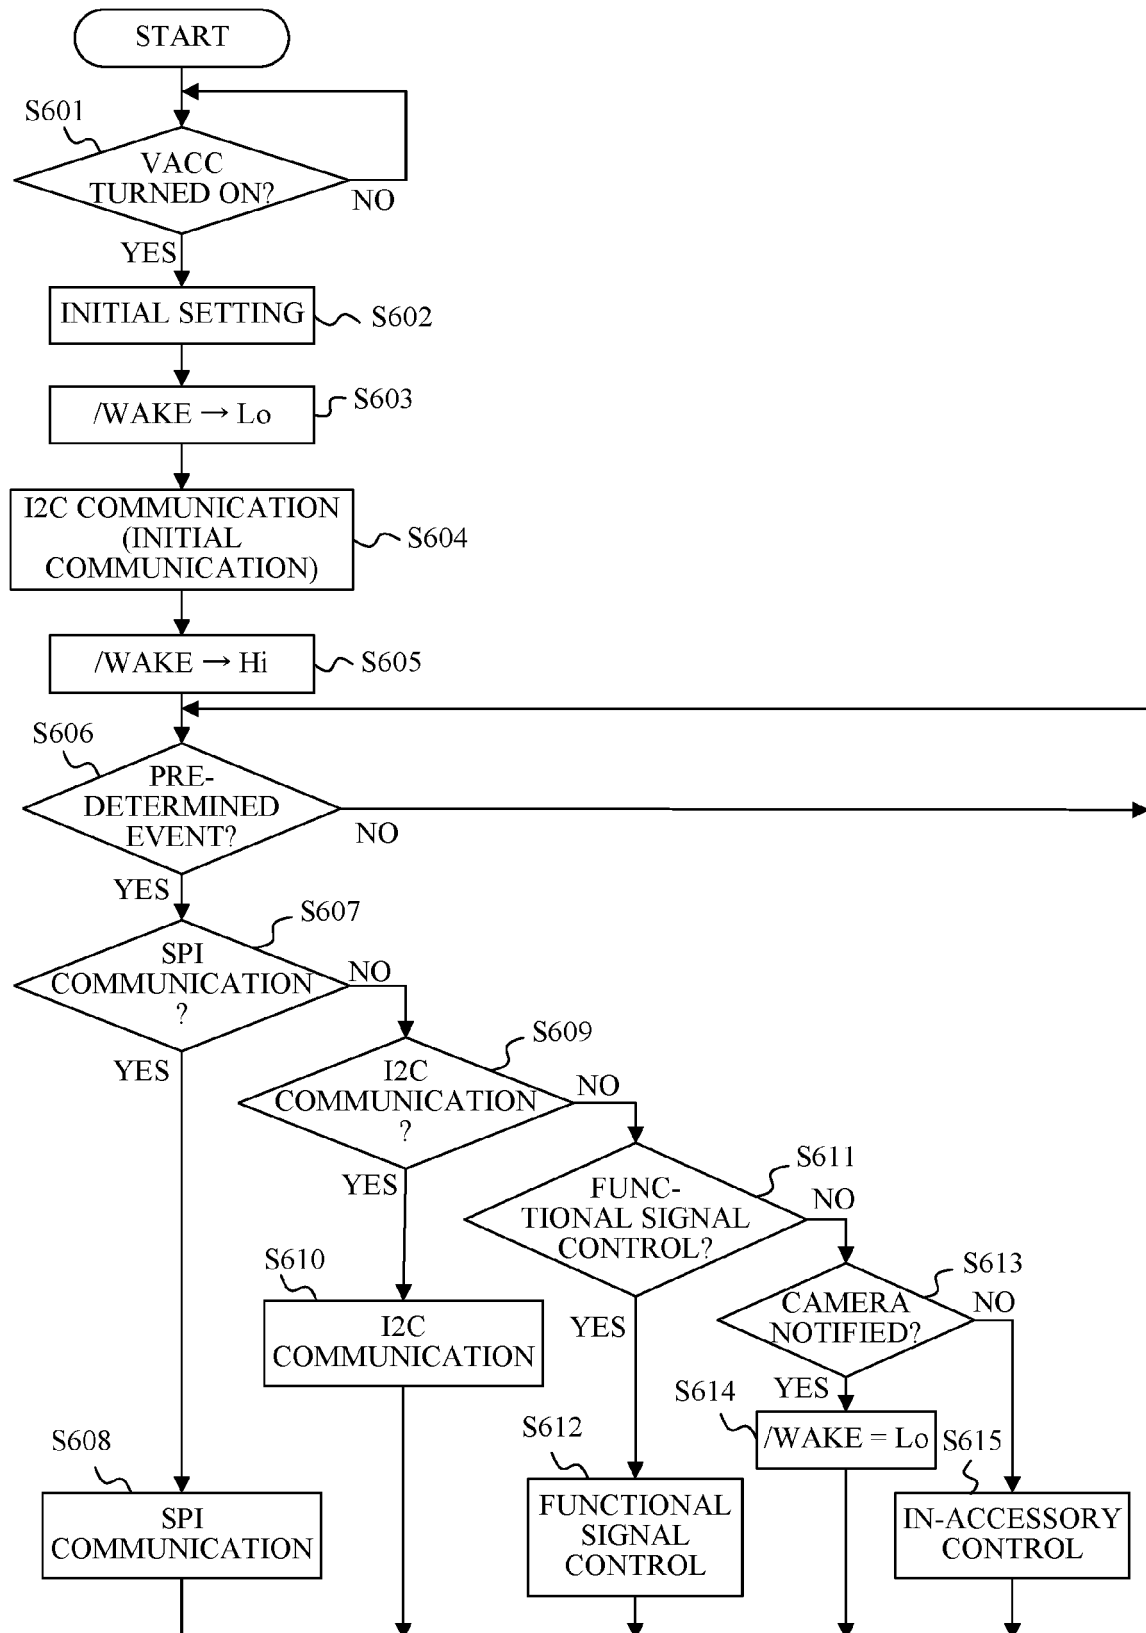 START
S601
VACC
TURNED ON?
NO
YES
INITIAL SETTING
S602
/WAKE → Lo
S603
I2C COMMUNICATION
(INITIAL
COMMUNICATION)
S604
/WAKE → Hi
S605
S606
PRE-
DETERMINED
EVENT?
NO
YES
S607
SPI
COMMUNICATION
?
NO
YES
S609
I2C
COMMUNICATION
?
NO
YES
S611
FUNC-
TIONAL SIGNAL
CONTROL?
NO
YES
S610
I2C
COMMUNICATION
S613
CAMERA
NOTIFIED?
NO
YES
S614
/WAKE = Lo
S612
FUNCTIONAL
SIGNAL
CONTROL
S615
IN-ACCESSORY
CONTROL
S608
SPI
COMMUNICATION